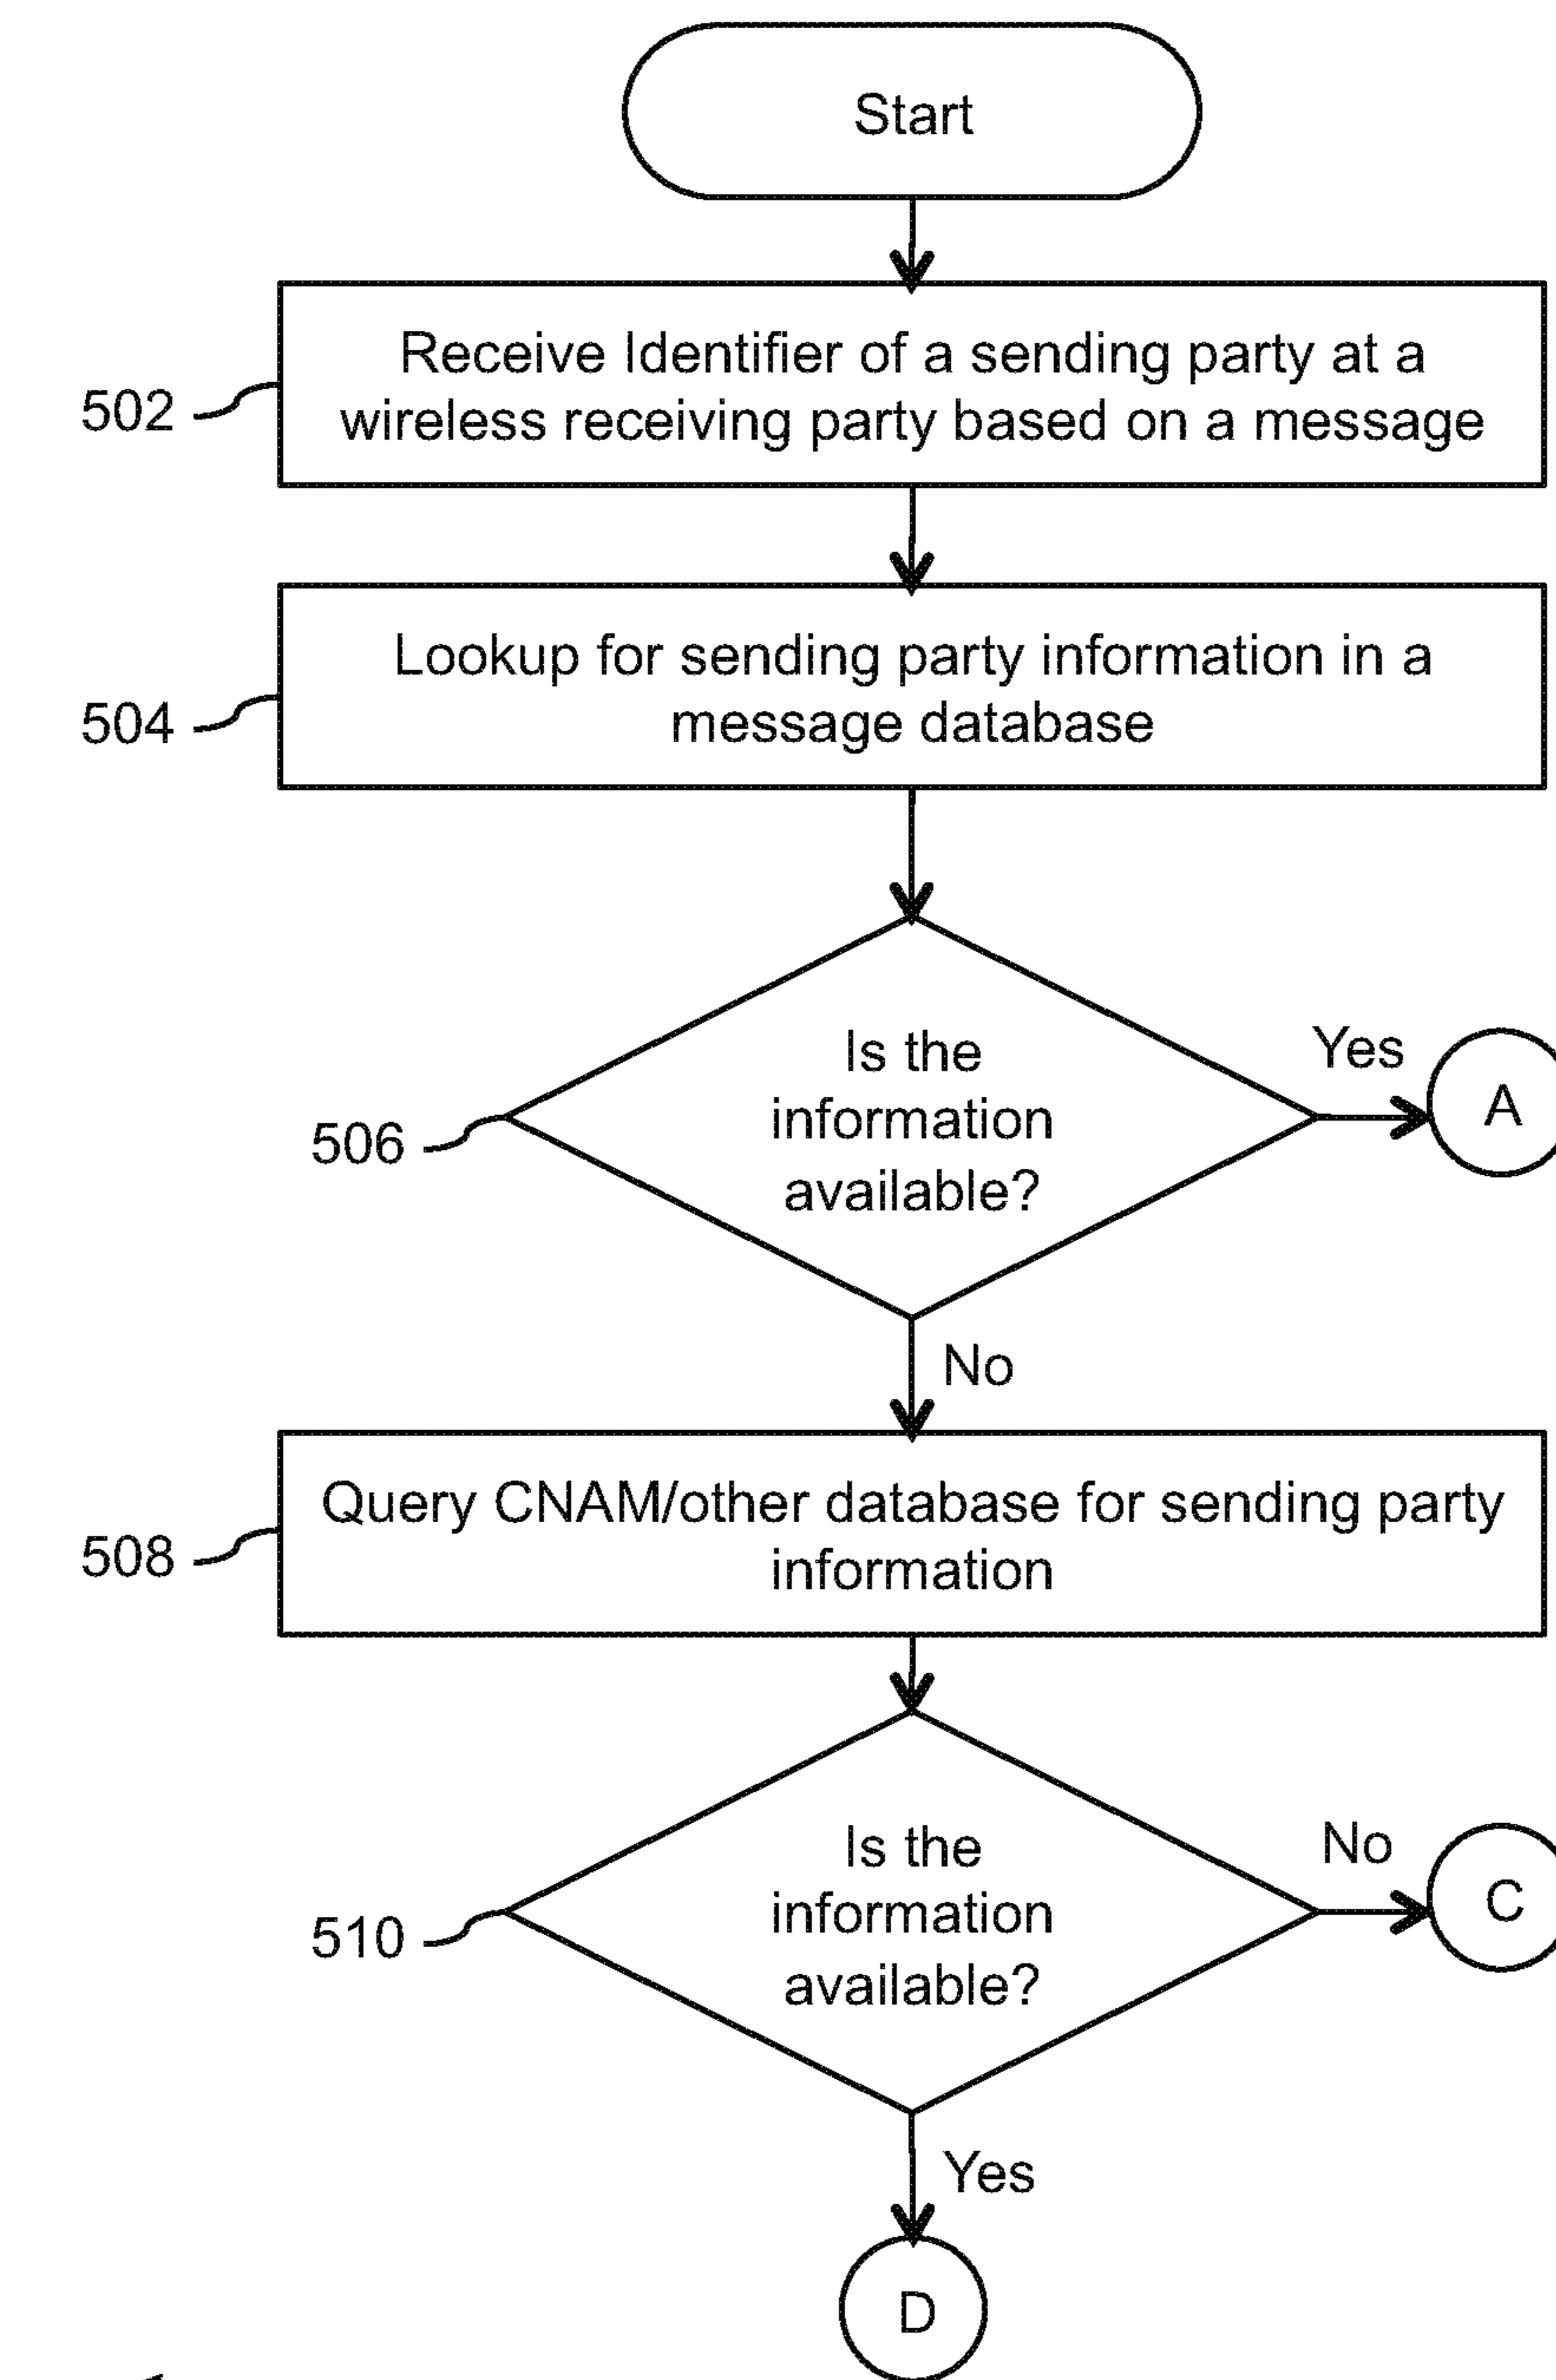 Start
Receive Identifier of a sending party at a
wireless receiving party based on a message
502
Lookup for sending party information in a
message database
504
Is the
information
available?
506
Yes
A
No
Query CNAM/other database for sending party
information
508
Is the
information
available?
510
No
C
Yes
D